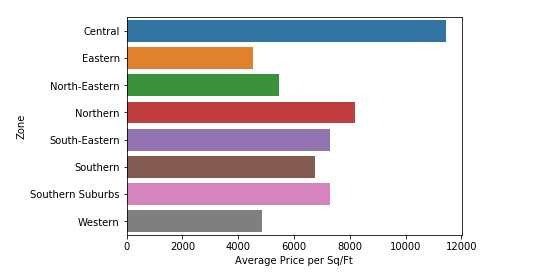 Central
Eastern
North-Eastern
Northern
South-Eastern
Southern
Southern Suburbs
Western
Zone
0 2000 4000 6000 8000 10000 12000
Average Price per Sq/Ft